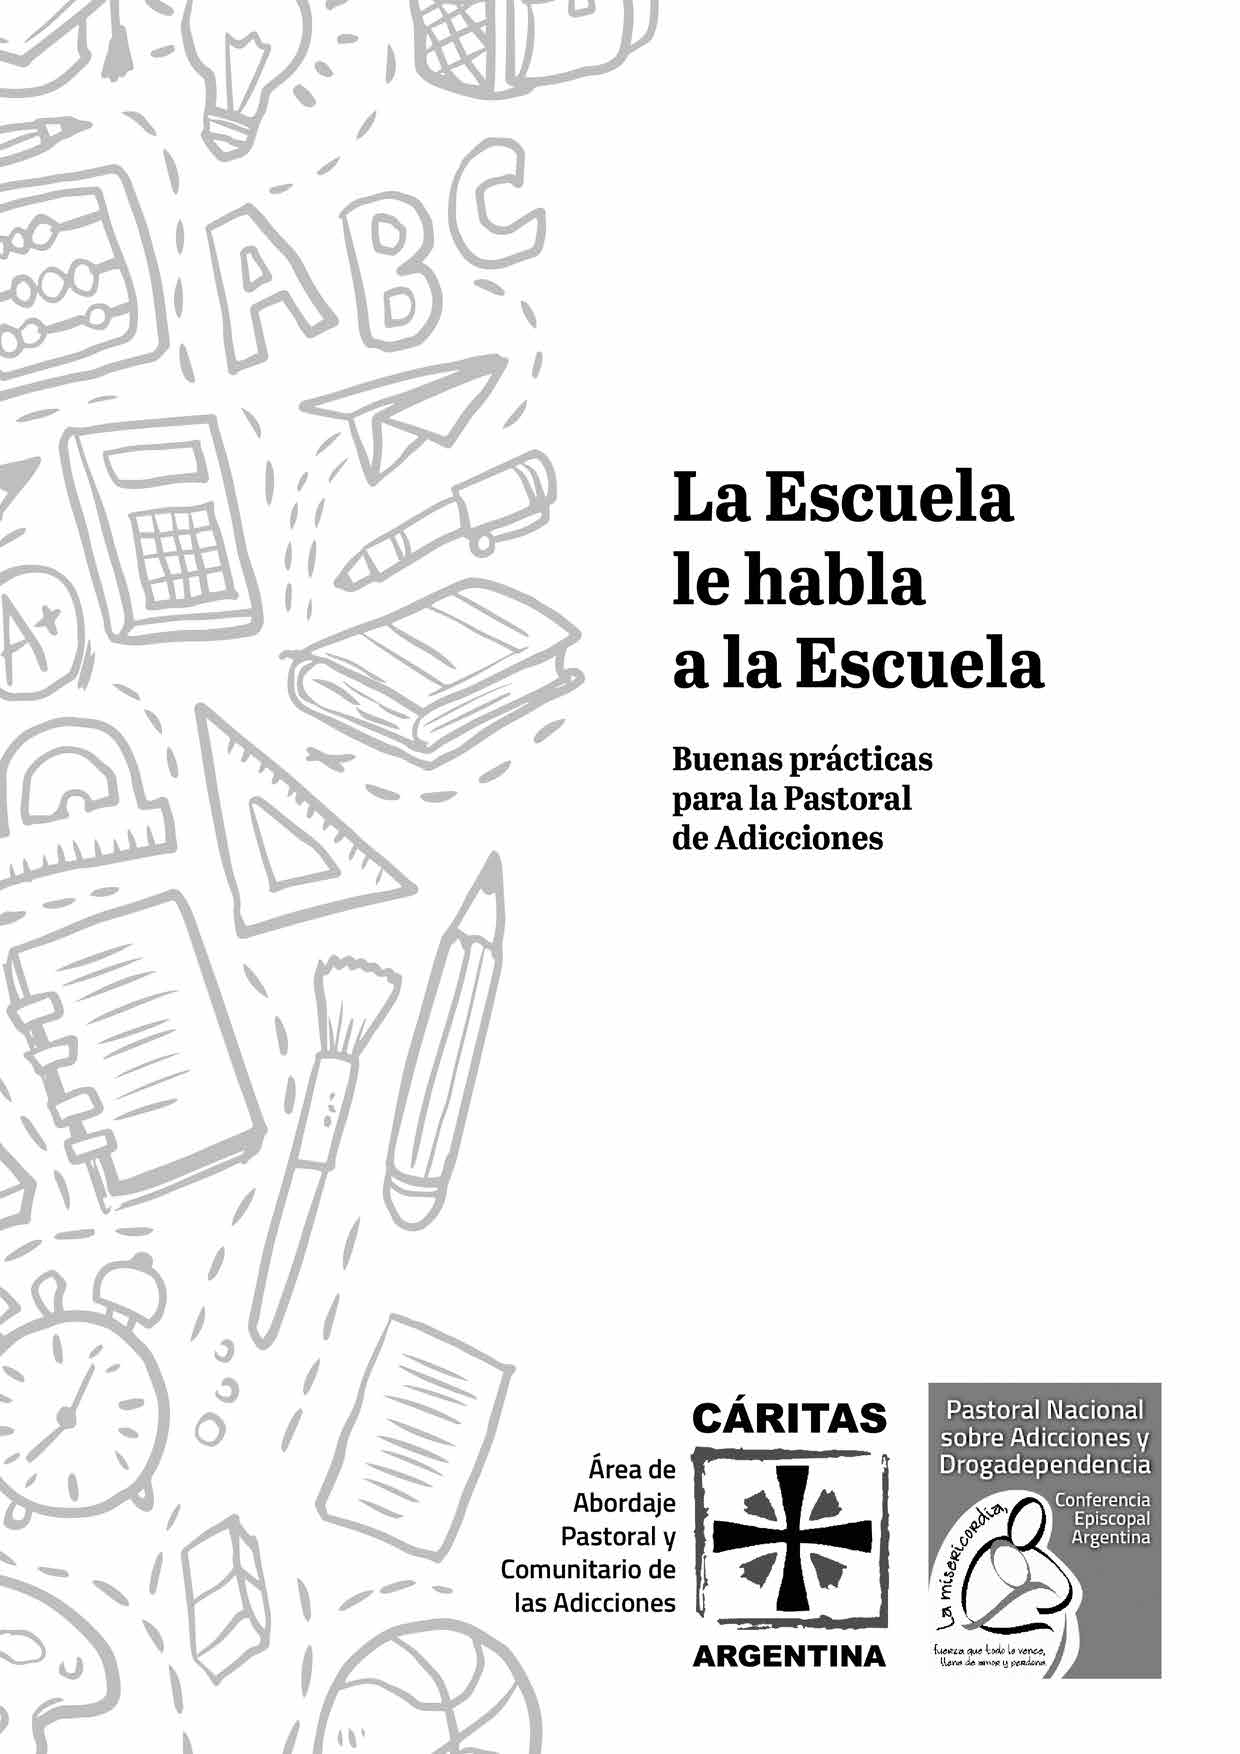 ABC
A+
La Escuela
le habla
a la Escuela
Buenas prácticas
para la Pastoral
de Adicciones
Área de
Abordaje
Pastoral y
Comunitario de
las Adicciones
CÁRITAS
ARGENTINA
Pastoral Nacional
sobre Adicciones y
Drogadependencia
Conferencia
Episcopal
Argentina
La misericordia,
fuerza que todo lo vence,
llena de amor y perdona.